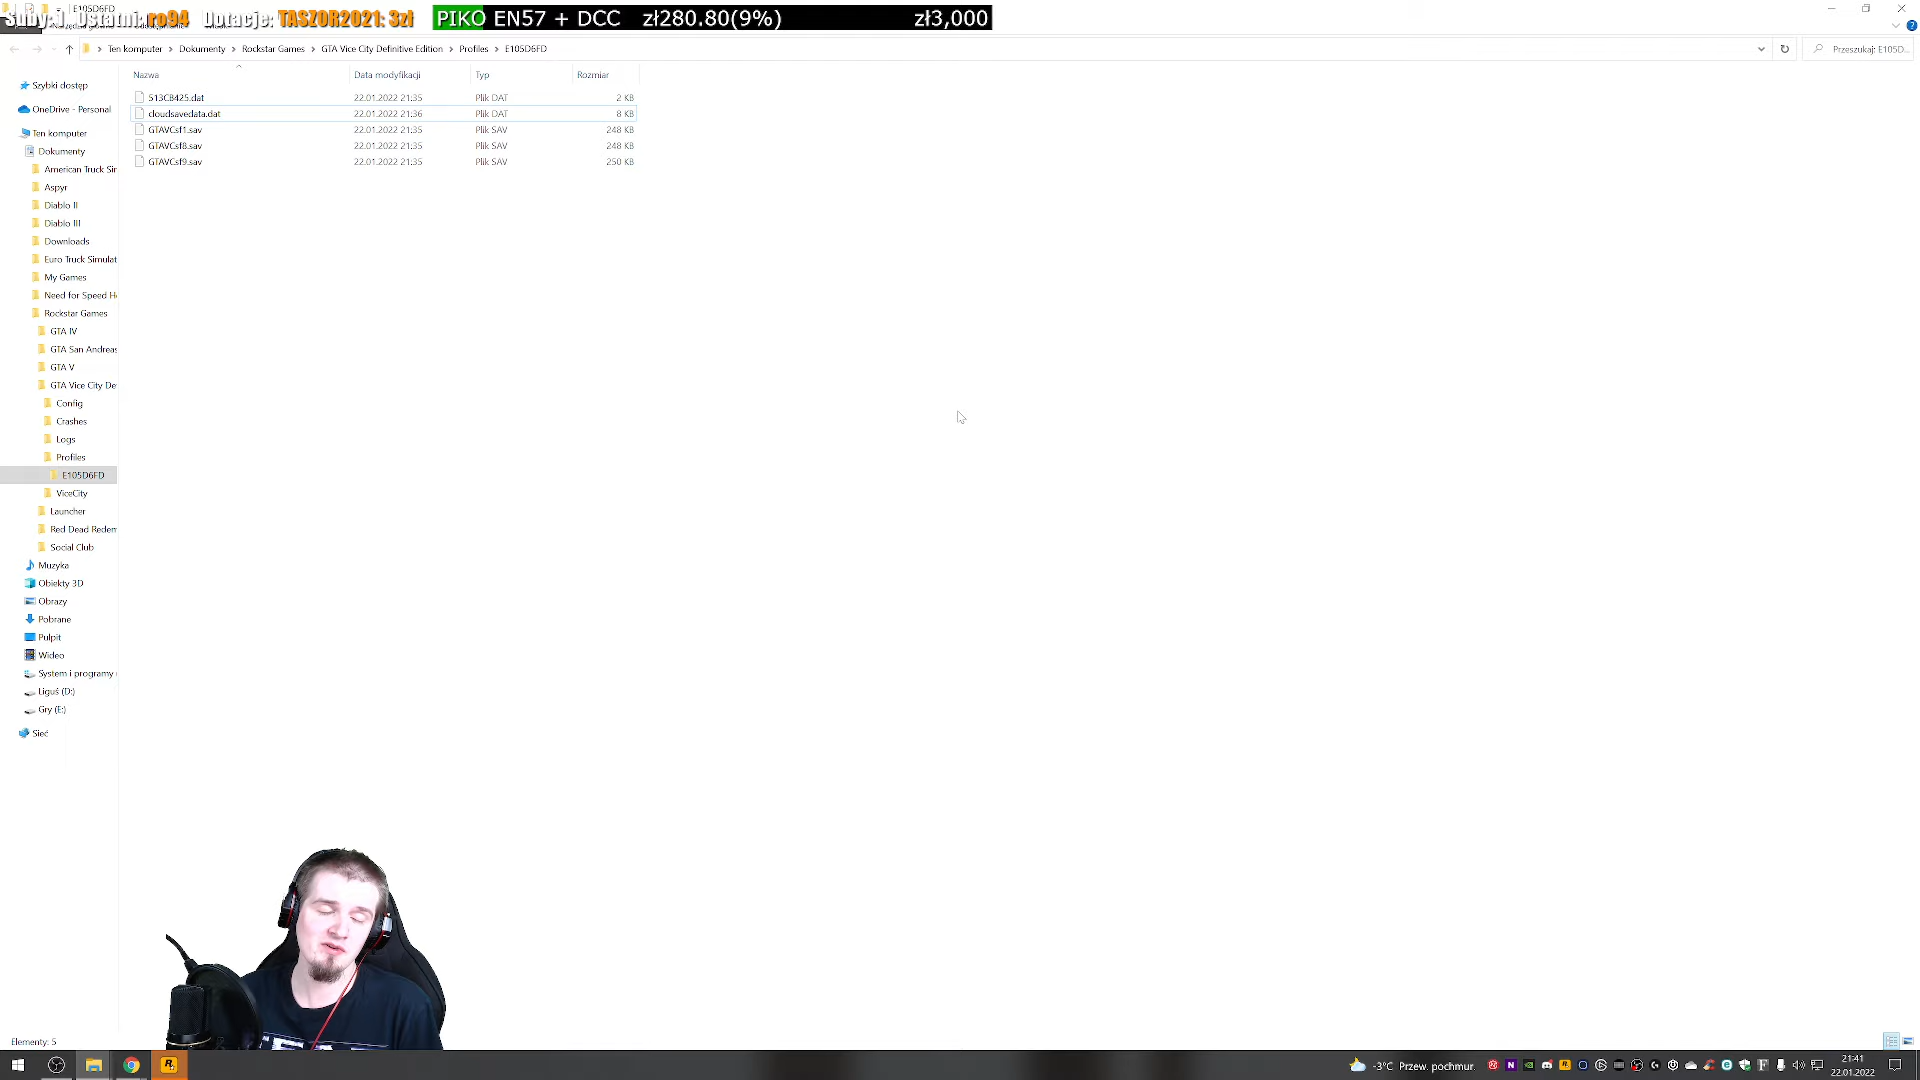 E105D6FD
Suby: 1 Ostatni: ro94 Dotacje: TASZOR2021: 3zł
PIKO EN57 + DCC zł280.80(9%) zł3,000
Ten komputer Dokumenty Rockstar Games GTA Vice City Definitive Edition Profiles E105D6FD
Przeszukaj: E105D...
Nazwa Data modyfikacji Typ Rozmiar
513CB425.dat 22.01.2022 21:35 Plik DAT 2 KB
cloudsavedata.dat 22.01.2022 21:36 Plik DAT 8 KB
GTAVCsf1.sav 22.01.2022 21:35 Plik SAV 248 KB
GTAVCsf8.sav 22.01.2022 21:35 Plik SAV 248 KB
GTAVCsf9.sav 22.01.2022 21:35 Plik SAV 250 KB
Szybki dostęp
OneDrive - Personal
Ten komputer
Dokumenty
American Truck Sir
Aspyr
Diablo II
Diablo III
Downloads
Euro Truck Simulat
My Games
Need for Speed H
Rockstar Games
GTA IV
GTA San Andreas
GTA V
GTA Vice City De
Config
Crashes
Logs
Profiles
E105D6FD
ViceCity
Launcher
Red Dead Reden
Social Club
Muzyka
Obiekty 3D
Obrazy
Pobrane
Pulpit
Wideo
System i programy
Liguś (D:)
Gry (E:)
Sieć
Elementy: 5
-3°C Przew. pochmur.
21:41
22.01.2022